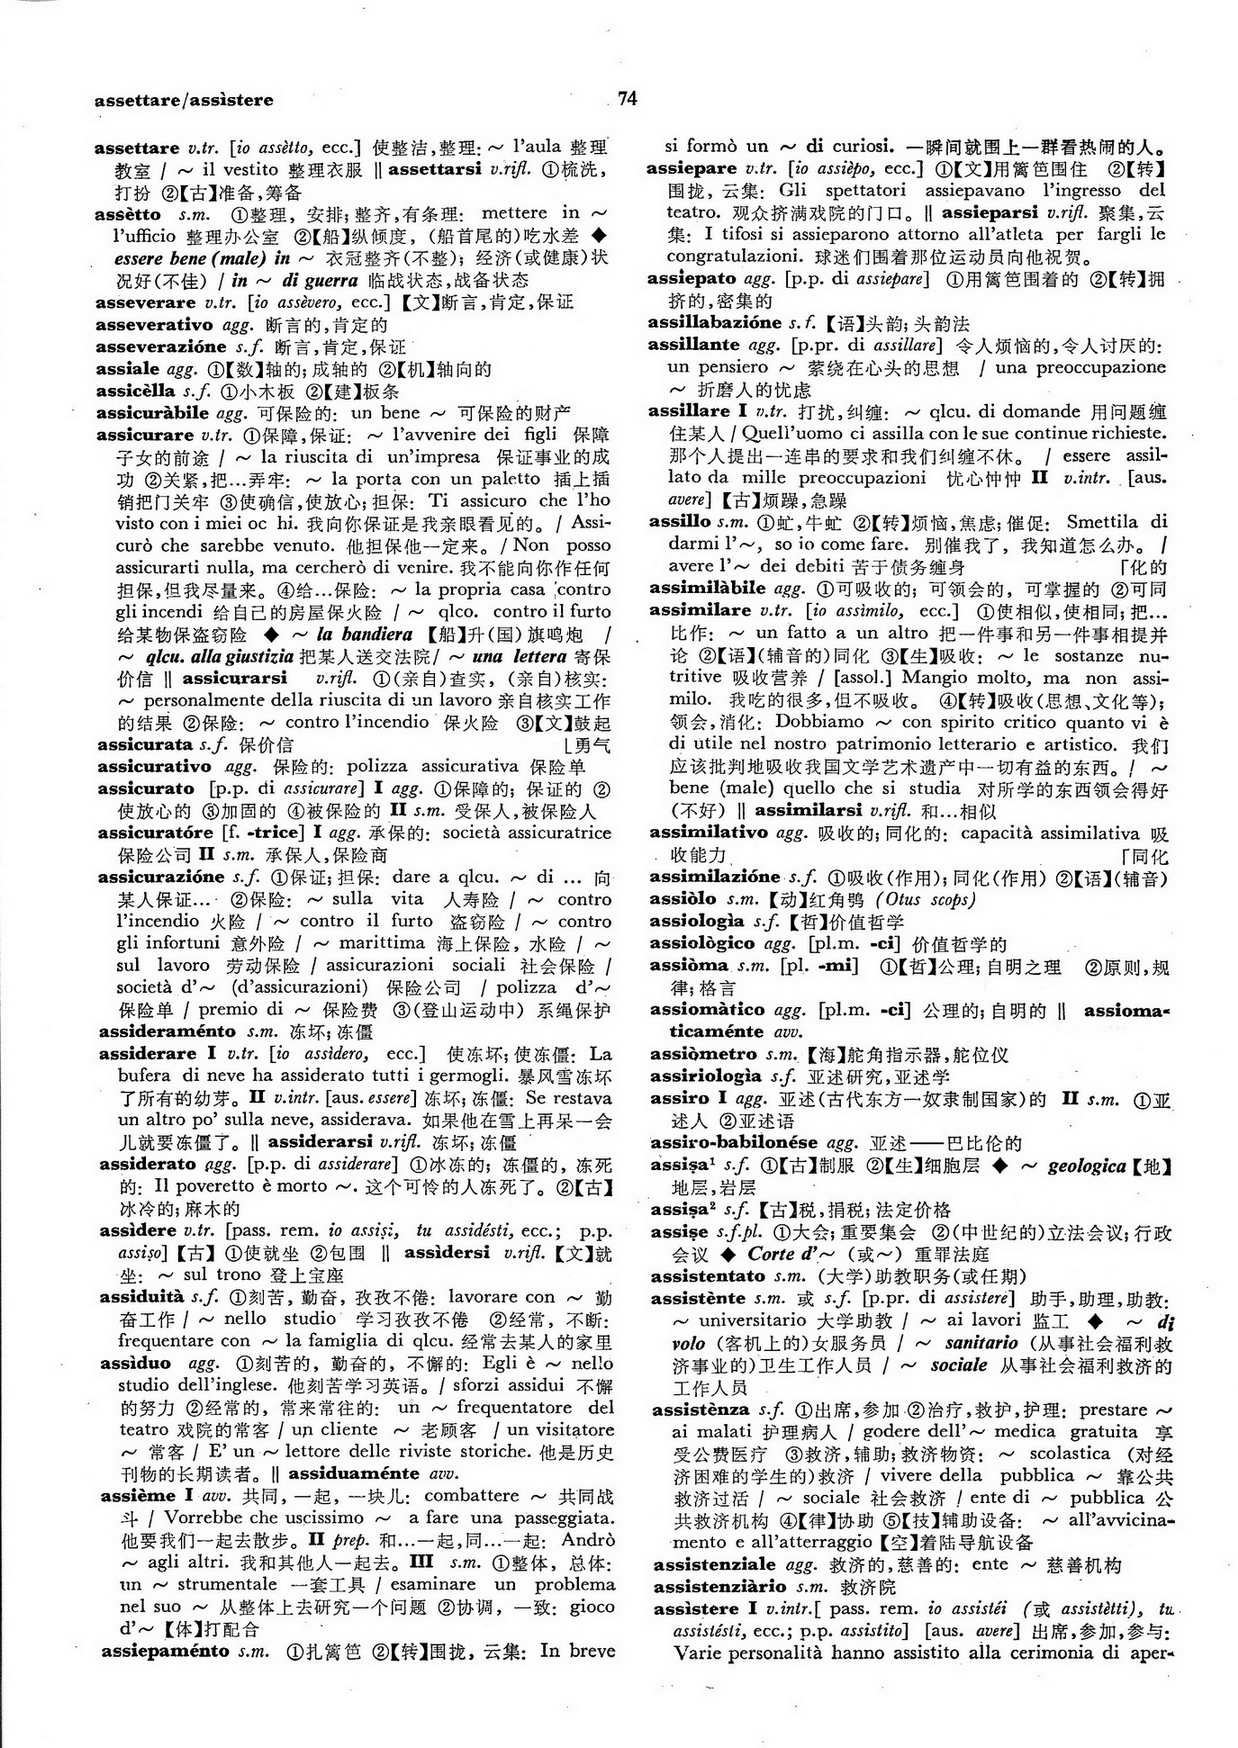 assettare/assìstere
74
assettare v.tr. [io assètto, ecc.] 使整洁,整理: ～ l'aula 整理
教室 / ～ il vestito 整理衣服 ‖ assettarsi v.rifl. ①梳洗,
打扮 ②【古】准备,筹备
assètto s.m. ①整理, 安排; 整齐,有条理: mettere in ～
l'ufficio 整理办公室 ②【船】纵倾度, (船首尾的)吃水差 ◆
essere bene (male) in ～ 衣冠整齐(不整); 经济(或健康)状
况好(不佳) / in ～ di guerra 临战状态,战备状态
asseverare v.tr. [io assèvero, ecc.] 【文】断言,肯定,保证
asseverativo agg. 断言的,肯定的
asseverazióne s.f. 断言,肯定,保证
assiale agg. ①【数】轴的; 成轴的 ②【机】轴向的
assicèlla s.f. ①小木板 ②【建】板条
assicuràbile agg. 可保险的: un bene ～ 可保险的财产
assicurare v.tr. ①保障,保证: ～ l'avvenire dei figli 保障
子女的前途 / ～ la riuscita di un'impresa 保证事业的成
功 ②关紧,把…弄牢: ～ la porta con un paletto 插上插
销把门关牢 ③使确信,使放心; 担保: Ti assicuro che l'ho
visto con i miei oc hi. 我向你保证是我亲眼看见的。/ Assi-
curò che sarebbe venuto. 他担保他一定来。/ Non posso
assicurarti nulla, ma cercherò di venire. 我不能向你作任何
担保,但我尽量来。④给…保险: ～ la propria casa contro
gli incendi 给自己的房屋保火险 / ～ qlco. contro il furto
给某物保盗窃险 ◆ ～ la bandiera 【船】升(国)旗鸣炮 /
～ qlcu. alla giustizia 把某人送交法院/ ～ una lettera 寄保
价信 ‖ assicurarsi v.rifl. ①(亲自)查实, (亲自)核实:
～ personalmente della riuscita di un lavoro 亲自核实工作
的结果 ②保险: ～ contro l'incendio 保火险 ③【文】鼓起
assicurata s.f. 保价信 ⌊勇气
assicurativo agg. 保险的: polizza assicurativa 保险单
assicurato [p.p. di assicurare] I agg. ①保障的; 保证的 ②
使放心的 ③加固的 ④被保险的 II s.m. 受保人,被保险人
assicuratóre [f. -trice] I agg. 承保的: società assicuratrice
保险公司 II s.m. 承保人,保险商
assicurazióne s.f. ①保证; 担保: dare a qlcu. ～ di … 向
某人保证… ②保险: ～ sulla vita 人寿险 / ～ contro
l'incendio 火险 / ～ contro il furto 盗窃险 / ～ contro
gli infortuni 意外险 / ～ marittima 海上保险, 水险 / ～
sul lavoro 劳动保险 / assicurazioni sociali 社会保险 /
società d'～ (d'assicurazioni) 保险公司 / polizza d'～
保险单 / premio di ～ 保险费 ③(登山运动中) 系绳保护
assideraménto s.m. 冻坏; 冻僵
assiderare I v.tr. [io assìdero, ecc.] 使冻坏; 使冻僵: La
bufera di neve ha assiderato tutti i germogli. 暴风雪冻坏
了所有的幼芽。II v.intr. [aus. essere] 冻坏; 冻僵: Se restava
un altro po' sulla neve, assiderava. 如果他在雪上再呆一会
儿就要冻僵了。‖ assiderarsi v.rifl. 冻坏; 冻僵
assiderato agg. [p.p. di assiderare] ①冰冻的; 冻僵的, 冻死
的: Il poveretto è morto ～. 这个可怜的人冻死了。②【古】
冰冷的; 麻木的
assìdere v.tr. [pass. rem. io assiṣi, tu assidésti, ecc.; p.p.
assiṣo] 【古】 ①使就坐 ②包围 ‖ assìdersi v.rifl. 【文】就
坐: ～ sul trono 登上宝座
assiduità s.f. ①刻苦, 勤奋, 孜孜不倦: lavorare con ～ 勤
奋工作 / ～ nello studio 学习孜孜不倦 ②经常, 不断:
frequentare con ～ la famiglia di qlcu. 经常去某人的家里
assìduo agg. ①刻苦的, 勤奋的, 不懈的: Egli è ～ nello
studio dell'inglese. 他刻苦学习英语。/ sforzi assidui 不懈
的努力 ②经常的, 常来常往的: un ～ frequentatore del
teatro 戏院的常客 / un cliente ～ 老顾客 / un visitatore
～ 常客 / E' un ～ lettore delle riviste storiche. 他是历史
刊物的长期读者。‖ assiduaménte avv.
assième I avv. 共同, 一起, 一块儿: combattere ～ 共同战
斗 / Vorrebbe che uscissimo ～ a fare una passeggiata.
他要我们一起去散步。II prep. 和…一起,同…一起: Andrò
～ agli altri. 我和其他人一起去。III s.m. ①整体, 总体:
un ～ strumentale 一套工具 / esaminare un problema
nel suo ～ 从整体上去研究一个问题 ②协调, 一致: gioco
d'～ 【体】打配合
assiepaménto s.m. ①扎篱笆 ②【转】围拢, 云集: In breve
si formò un ～ di curiosi. 一瞬间就围上一群看热闹的人。
assiepare v.tr. [io assièpo, ecc.] ①【文】用篱笆围住 ②【转】
围拢, 云集: Gli spettatori assiepavano l'ingresso del
teatro. 观众挤满戏院的门口。‖ assieparsi v.rifl. 聚集,云
集: I tifosi si assieparono attorno all'atleta per fargli le
congratulazioni. 球迷们围着那位运动员向他祝贺。
assiepato agg. [p.p. di assiepare] ①用篱笆围着的 ②【转】拥
挤的,密集的
assillabazióne s.f. 【语】头韵; 头韵法
assillante agg. [p.pr. di assillare] 令人烦恼的,令人讨厌的:
un pensiero ～ 萦绕在心头的思想 / una preoccupazione
～ 折磨人的忧虑
assillare I v.tr. 打扰,纠缠: ～ qlcu. di domande 用问题缠
住某人 / Quell'uomo ci assilla con le sue continue richieste.
那个人提出一连串的要求和我们纠缠不休。 / essere assil-
lato da mille preoccupazioni 忧心忡忡 II v.intr. [aus.
avere] 【古】烦躁,急躁
assillo s.m. ①虻,牛虻 ②【转】烦恼,焦虑; 催促: Smettila di
darmi l'～, so io come fare. 别催我了, 我知道怎么办。 /
avere l'～ dei debiti 苦于债务缠身 ⌈化的
assimilàbile agg. ①可吸收的; 可领会的, 可掌握的 ②可同
assimilare v.tr. [io assìmilo, ecc.] ①使相似,使相同; 把…
比作: ～ un fatto a un altro 把一件事和另一件事相提并
论 ②【语】(辅音的)同化 ③【生】吸收: ～ le sostanze nu-
tritive 吸收营养 / [assol.] Mangio molto, ma non assi-
milo. 我吃的很多,但不吸收。 ④【转】吸收(思想、文化等);
领会,消化: Dobbiamo ～ con spirito critico quanto vi è
di utile nel nostro patrimonio letterario e artistico. 我们
应该批判地吸收我国文学艺术遗产中一切有益的东西。/ ～
bene (male) quello che si studia 对所学的东西领会得好
(不好) ‖ assimilarsi v.rifl. 和…相似
assimilativo agg. 吸收的; 同化的: capacità assimilativa 吸
收能力 ⌈同化
assimilazióne s.f. ①吸收(作用); 同化(作用) ②【语】(辅音)
assiòlo s.m. 【动】红角鸮 (Otus scops)
assiologìa s.f. 【哲】价值哲学
assiològico agg. [pl.m. -ci] 价值哲学的
assiòma s.m. [pl. -mi] ①【哲】公理; 自明之理 ②原则,规
律; 格言
assiomàtico agg. [pl.m. -ci] 公理的; 自明的 ‖ assioma-
ticaménte avv.
assiòmetro s.m. 【海】舵角指示器,舵位仪
assiriologìa s.f. 亚述研究,亚述学
assiro I agg. 亚述(古代东方一奴隶制国家)的 II s.m. ①亚
述人 ②亚述语
assiro-babilonése agg. 亚述——巴比伦的
assiṣa¹ s.f. ①【古】制服 ②【生】细胞层 ◆ ～ geologica 【地】
地层,岩层
assiṣa² s.f. 【古】税,捐税; 法定价格
assiṣe s.f.pl. ①大会; 重要集会 ②(中世纪的)立法会议; 行政
会议 ◆ Corte d'～ (或～) 重罪法庭
assistentato s.m. (大学)助教职务(或任期)
assistènte s.m. 或 s.f. [p.pr. di assistere] 助手,助理,助教:
～ universitario 大学助教 / ～ ai lavori 监工 ◆ ～ di
volo (客机上的)女服务员 / ～ sanitario (从事社会福利救
济事业的)卫生工作人员 / ～ sociale 从事社会福利救济的
工作人员
assistènza s.f. ①出席,参加 ②治疗,救护,护理: prestare ～
ai malati 护理病人 / godere dell'～ medica gratuita 享
受公费医疗 ③救济,辅助; 救济物资: ～ scolastica (对经
济困难的学生的)救济 / vivere della pubblica ～ 靠公共
救济过活 / ～ sociale 社会救济 / ente di ～ pubblica 公
共救济机构 ④【律】协助 ⑤【技】辅助设备: ～ all'avvicina-
mento e all'atterraggio 【空】着陆导航设备
assistenziale agg. 救济的,慈善的: ente ～ 慈善机构
assistenziàrio s.m. 救济院
assìstere I v.intr.[ pass. rem. io assistéi (或 assistètti), tu
assistésti, ecc.; p.p. assistito] [aus. avere] 出席,参加,参与:
Varie personalità hanno assistito alla cerimonia di aper-